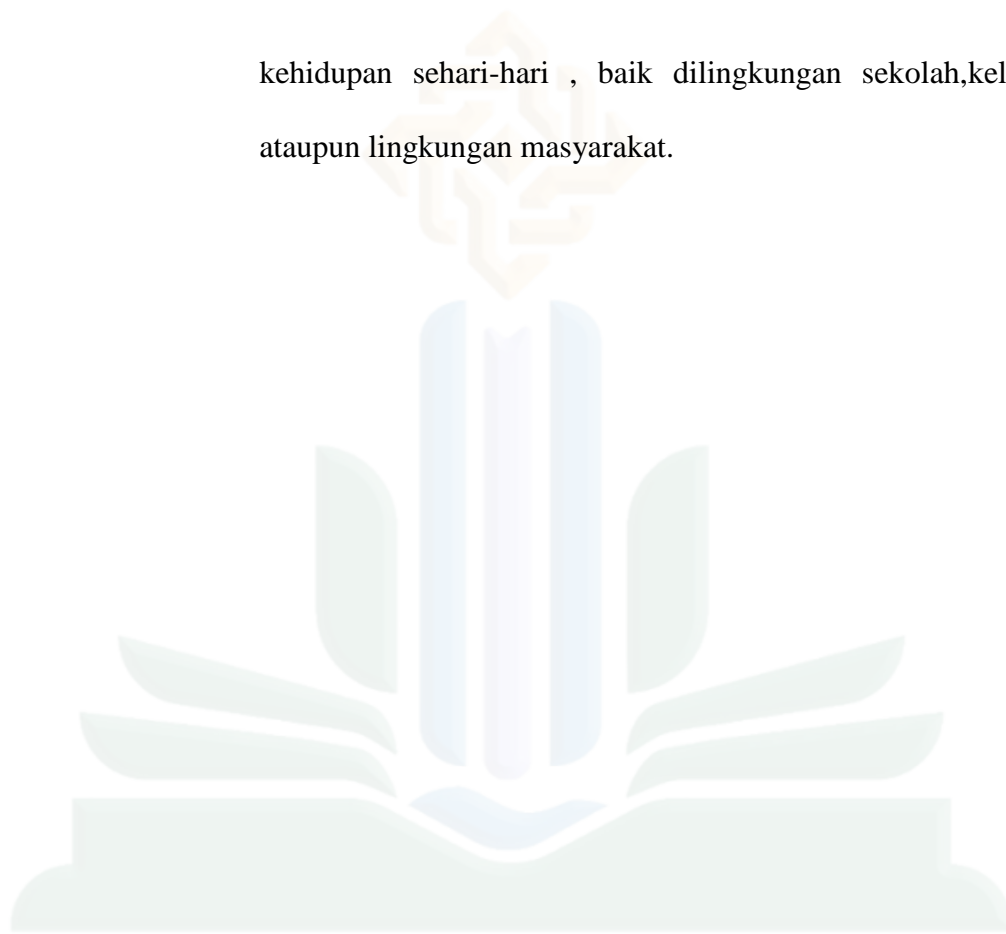 kehidupan sehari-hari , baik dilingkungan sekolah,kel
ataupun lingkungan masyarakat.